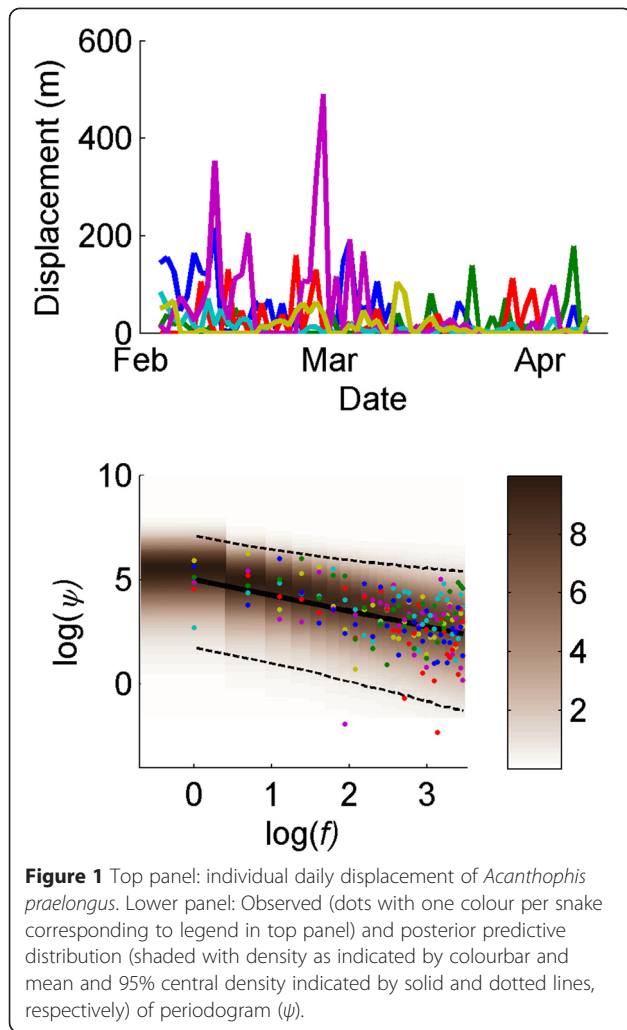 600
400
200
0
Displacement (m)
Feb
Mar
Apr
Date
10
5
0
log(ψ)
0
1
2
3
log(f)
8
6
4
2
Figure 1 Top panel: individual daily displacement of Acanthophis
praelongus. Lower panel: Observed (dots with one colour per snake
corresponding to legend in top panel) and posterior predictive
distribution (shaded with density as indicated by colourbar and
mean and 95% central density indicated by solid and dotted lines,
respectively) of periodogram (ψ).